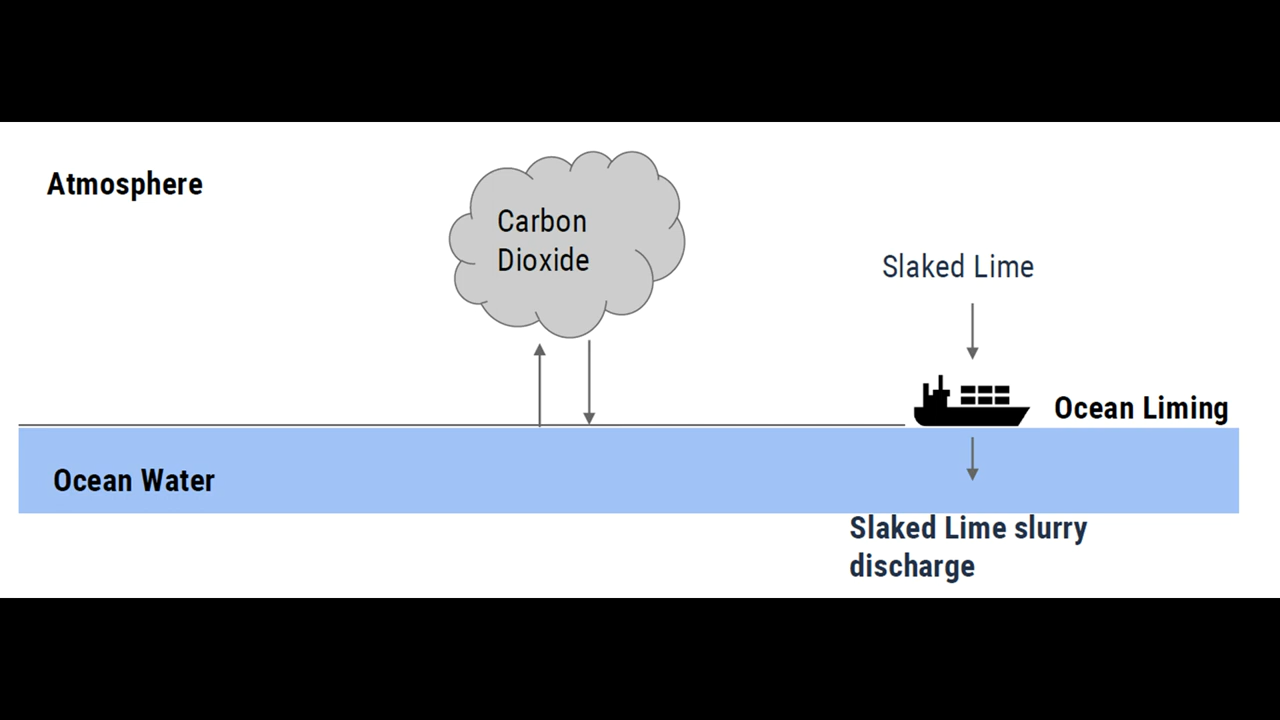 Atmosphere
Carbon
Dioxide
Slaked Lime
Ocean Liming
Ocean Water
Slaked Lime slurry
discharge